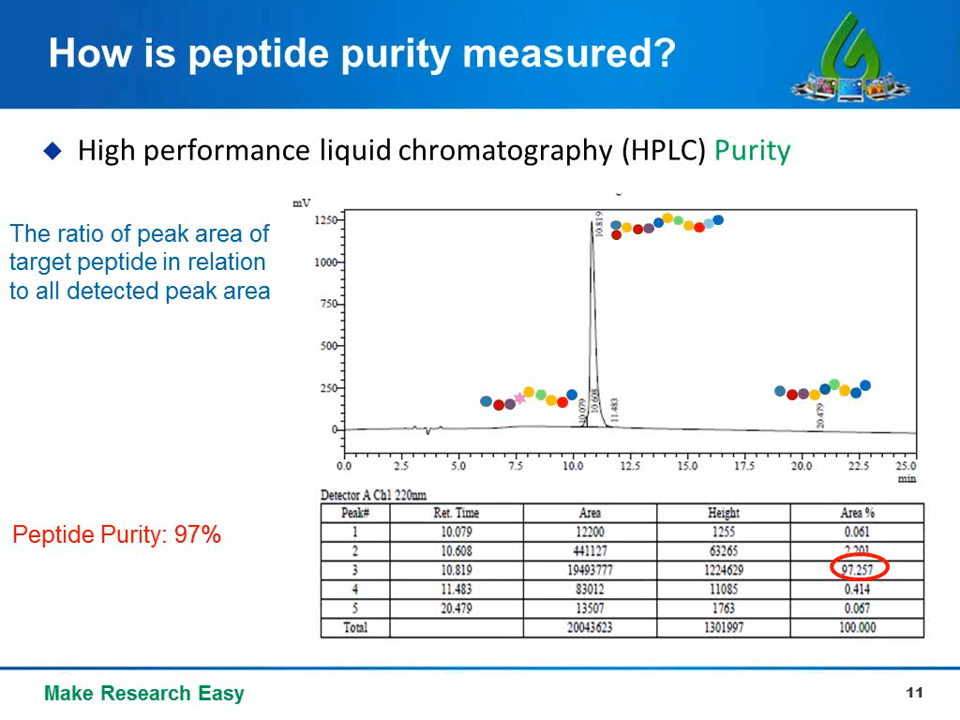 How is peptide purity measured?
High performance liquid chromatography (HPLC) Purity
The ratio of peak area of
target peptide in relation
to all detected peak area
mV
1250
1000
750
500
250
0
10.819
10.079
10.608
11.483
20.479
0.0 2.5 5.0 7.5 10.0 12.5 15.0 17.5 20.0 22.5 25.0
min
Peptide Purity: 97%
Detector A Ch1 220nm
Peak# Ret. Time Area Height Area %
1 10.079 12200 1255 0.061
2 10.608 441127 63265 2.201
3 10.819 19493777 1224629 97.257
4 11.483 83012 11085 0.414
5 20.479 13507 1763 0.067
Total 20043623 1301997 100.000
Make Research Easy
11